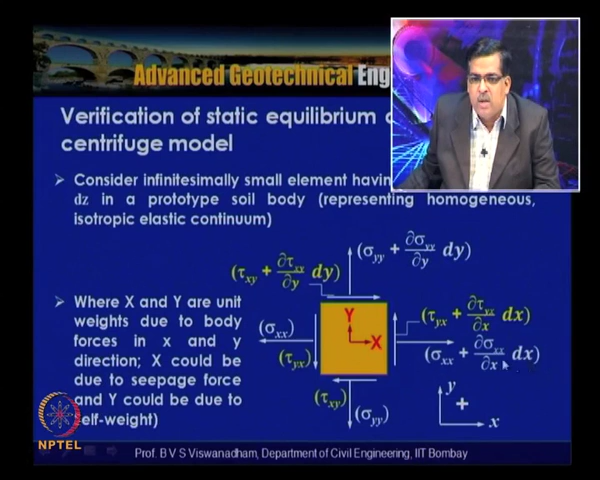 Advanced Geotechnical Eng
Verification of static equilibrium
centrifuge model
➢ Consider infinitesimally small element having
dz in a prototype soil body (representing homogeneous,
isotropic elastic continuum)
(σyy + ∂σyy/∂y dy)
(τxy + ∂τxy/∂y dy)
➢ Where X and Y are unit
weights due to body
forces in x and y
direction; X could be
due to seepage force
and Y could be due to
self-weight)
(σxx)
(τyx)
Y
X
(τyx + ∂τyx/∂x dx)
(σxx + ∂σxx/∂x dx)
(τxy)
(σyy)
y
+
x
NPTEL
Prof. B V S Viswanadham, Department of Civil Engineering, IIT Bombay